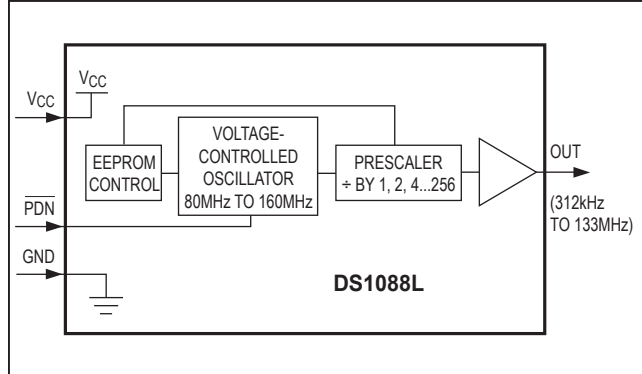 VCC
VCC
PDN
GND
EEPROM
CONTROL
VOLTAGE-
CONTROLLED
OSCILLATOR
80MHz TO 160MHz
PRESCALER
÷ BY 1, 2, 4...256
OUT
(312kHz
TO 133MHz)
DS1088L